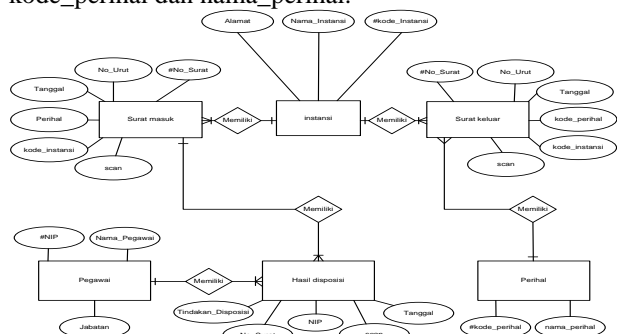 kode_perihal dan nama_perihal.
Alamat
Nama_Instansi
#kode_Instansi
No_Urut
#No_Surat
#No_Surat
No_Urut
Tanggal
Tanggal
Perihal
Surat masuk
Memiliki
instansi
Memiliki
Surat keluar
kode_perihal
kode_instansi
kode_instansi
scan
scan
Memiliki
Memiliki
#NIP
Nama_Pegawai
Pegawai
Memiliki
Hasil disposisi
Perihal
Tindakan_Disposisi
NIP
Tanggal
Jabatan
#kode_perihal
nama_perihal